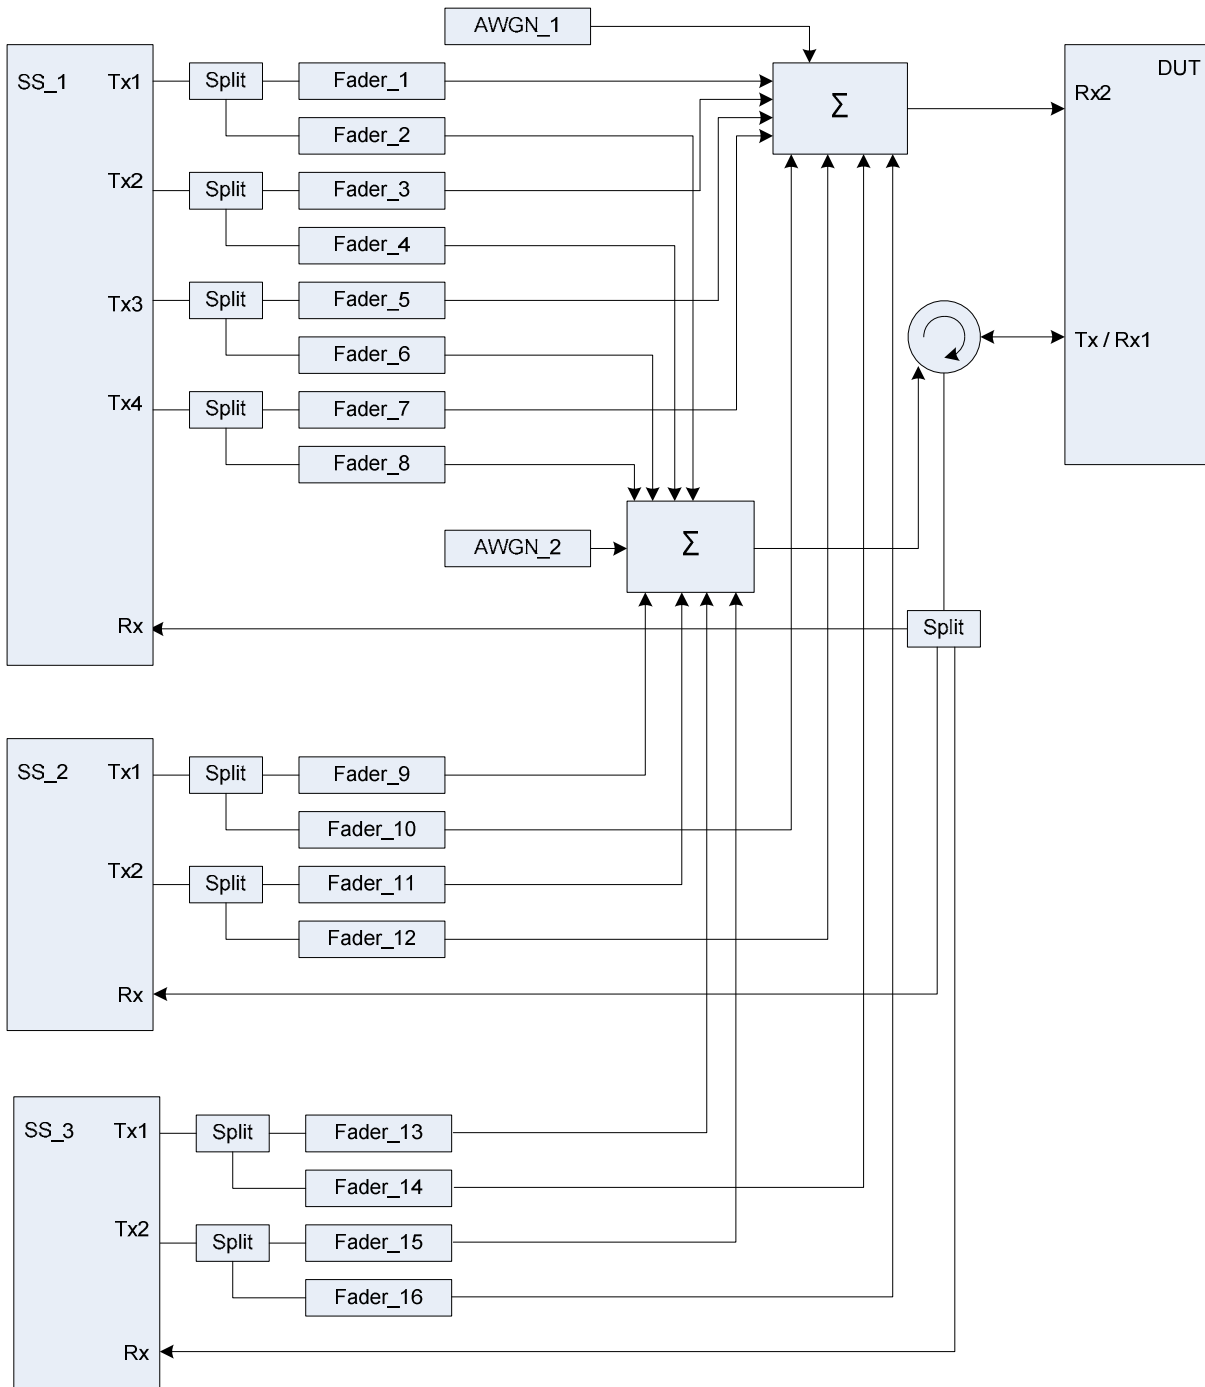 AWGN_1
SS_1
Tx1
Split
Fader_1
Σ
DUT
Rx2
Fader_2
Tx2
Split
Fader_3
Fader_4
Tx3
Split
Fader_5
Fader_6
Tx / Rx1
Tx4
Split
Fader_7
Fader_8
AWGN_2
Σ
Rx
Split
SS_2
Tx1
Split
Fader_9
Fader_10
Tx2
Split
Fader_11
Fader_12
Rx
SS_3
Tx1
Split
Fader_13
Fader_14
Tx2
Split
Fader_15
Fader_16
Rx